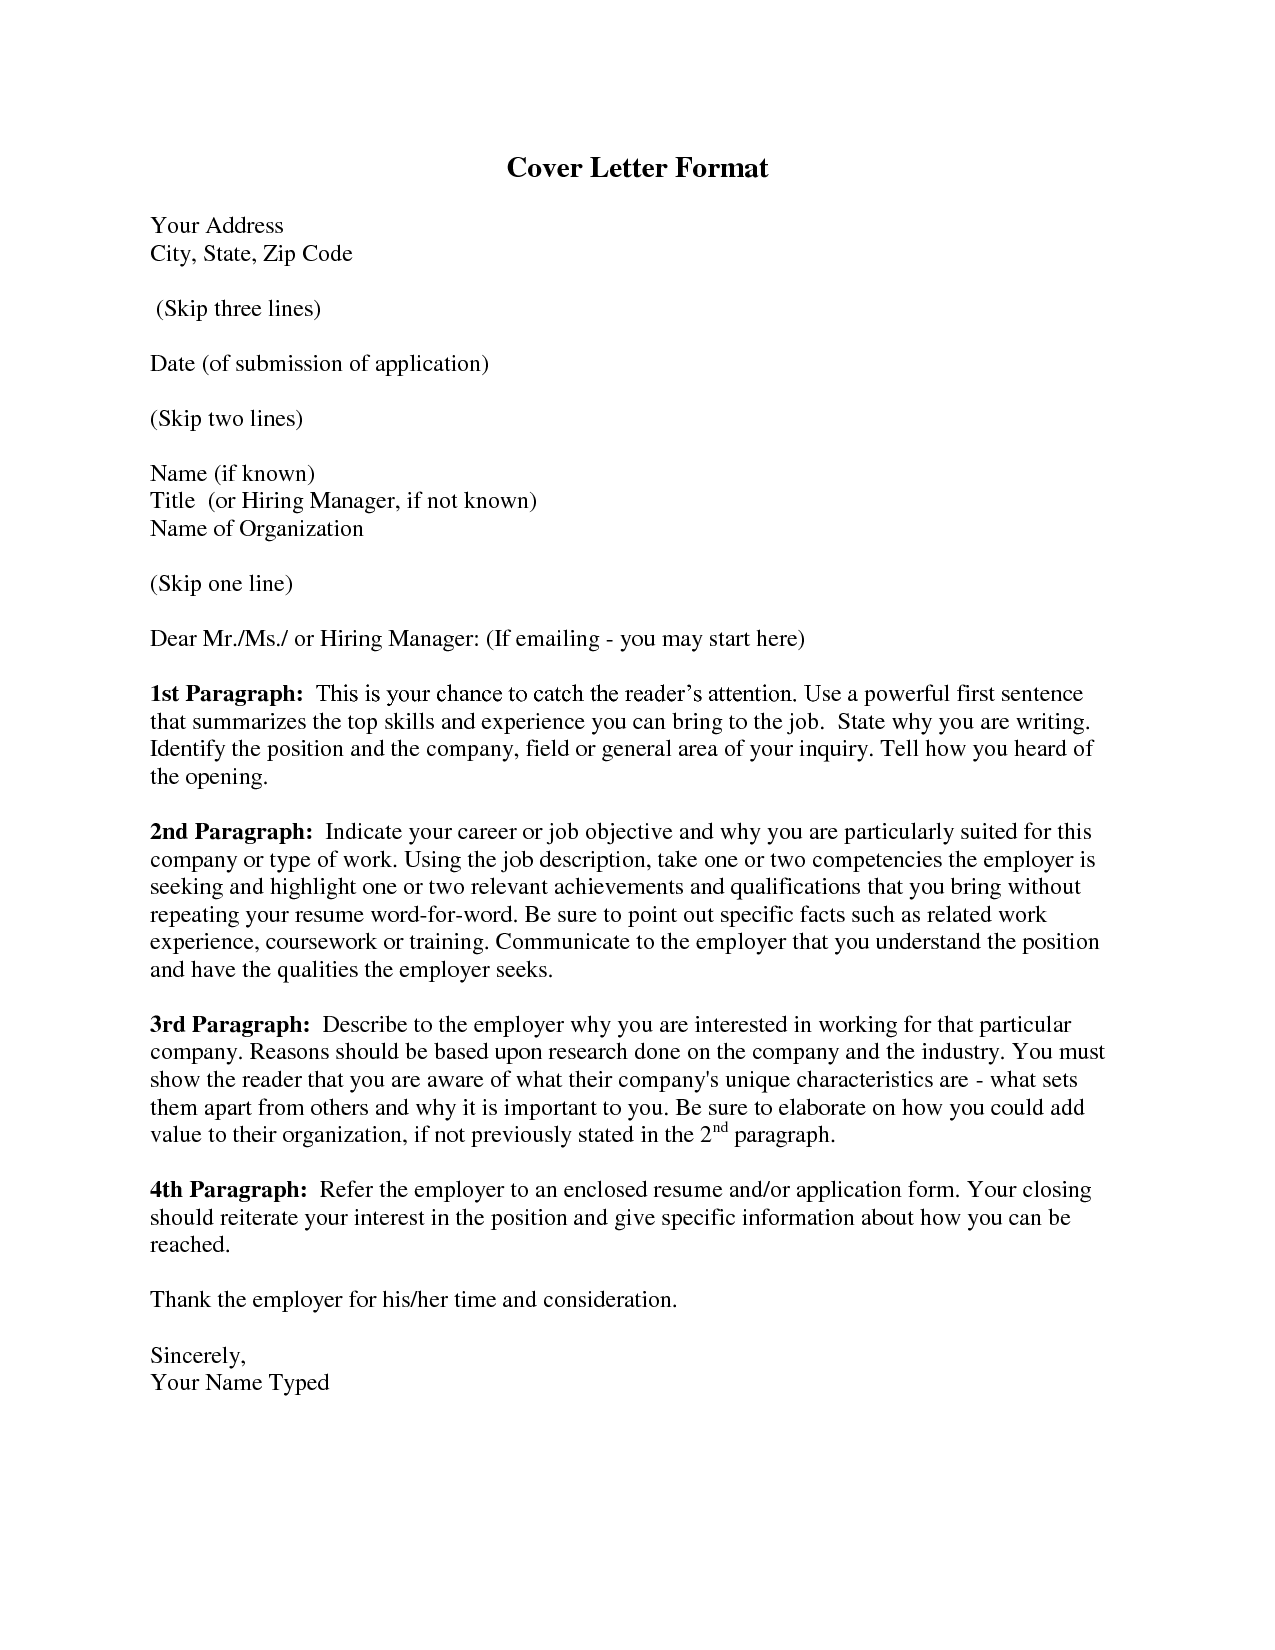 Cover Letter Format
Your Address
City, State, Zip Code
(Skip three lines)
Date (of submission of application)
(Skip two lines)
Name (if known)
Title  (or Hiring Manager, if not known)
Name of Organization
(Skip one line)
Dear Mr./Ms./ or Hiring Manager: (If emailing - you may start here)
1st Paragraph:  This is your chance to catch the reader’s attention. Use a powerful first sentence
that summarizes the top skills and experience you can bring to the job.  State why you are writing.
Identify the position and the company, field or general area of your inquiry. Tell how you heard of
the opening.
2nd Paragraph:  Indicate your career or job objective and why you are particularly suited for this
company or type of work. Using the job description, take one or two competencies the employer is
seeking and highlight one or two relevant achievements and qualifications that you bring without
repeating your resume word-for-word. Be sure to point out specific facts such as related work
experience, coursework or training. Communicate to the employer that you understand the position
and have the qualities the employer seeks.
3rd Paragraph:  Describe to the employer why you are interested in working for that particular
company. Reasons should be based upon research done on the company and the industry. You must
show the reader that you are aware of what their company's unique characteristics are - what sets
them apart from others and why it is important to you. Be sure to elaborate on how you could add
value to their organization, if not previously stated in the 2nd paragraph.
4th Paragraph:  Refer the employer to an enclosed resume and/or application form. Your closing
should reiterate your interest in the position and give specific information about how you can be
reached.
Thank the employer for his/her time and consideration.
Sincerely,
Your Name Typed